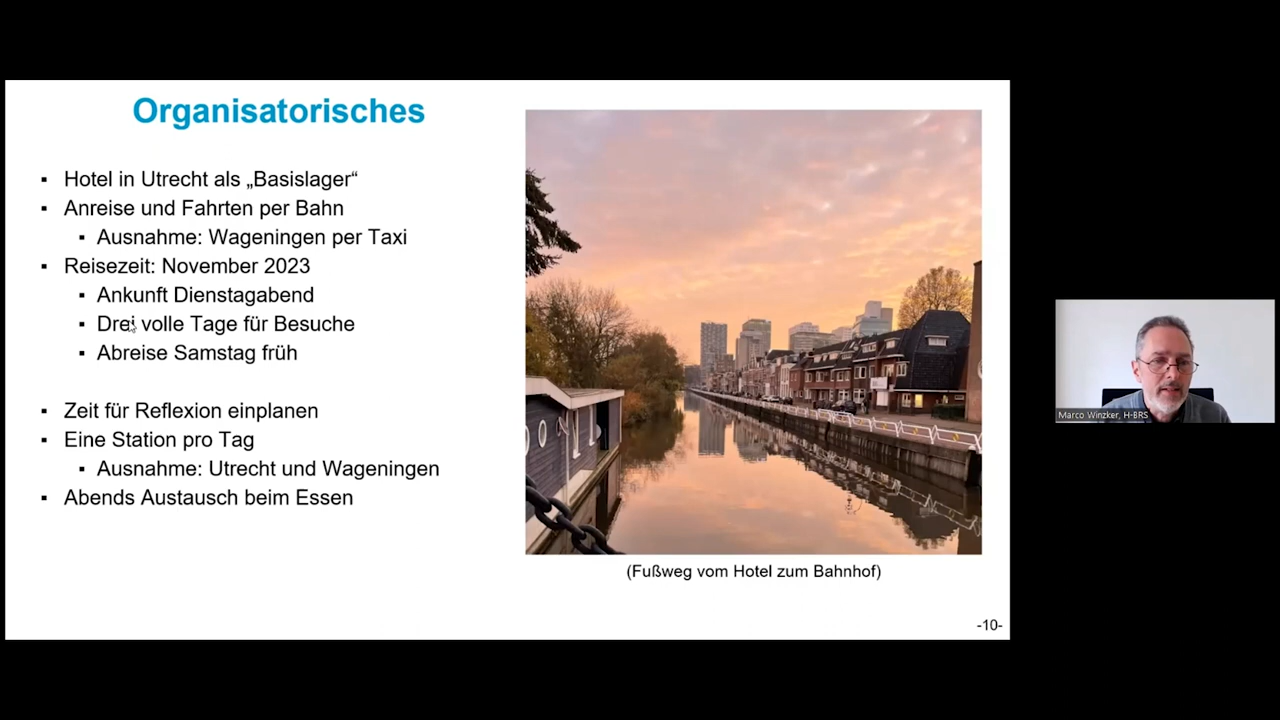 Organisatorisches
▪ Hotel in Utrecht als „Basislager“
▪ Anreise und Fahrten per Bahn
▪ Ausnahme: Wageningen per Taxi
▪ Reisezeit: November 2023
▪ Ankunft Dienstagabend
▪ Drei volle Tage für Besuche
▪ Abreise Samstag früh
▪ Zeit für Reflexion einplanen
▪ Eine Station pro Tag
▪ Ausnahme: Utrecht und Wageningen
▪ Abends Austausch beim Essen
(Fußweg vom Hotel zum Bahnhof)
-10-
Marco Winzker, H-BRS